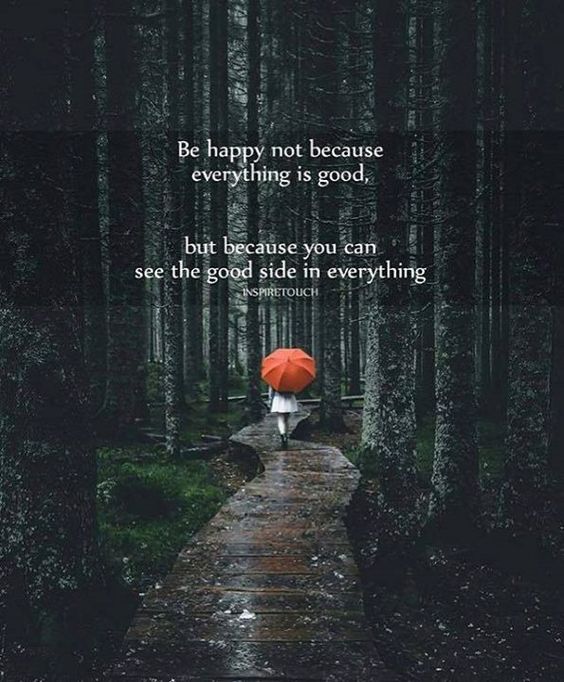 Be happy not because
everything is good,
but because you can
see the good side in everything
INSPIRETOUCH